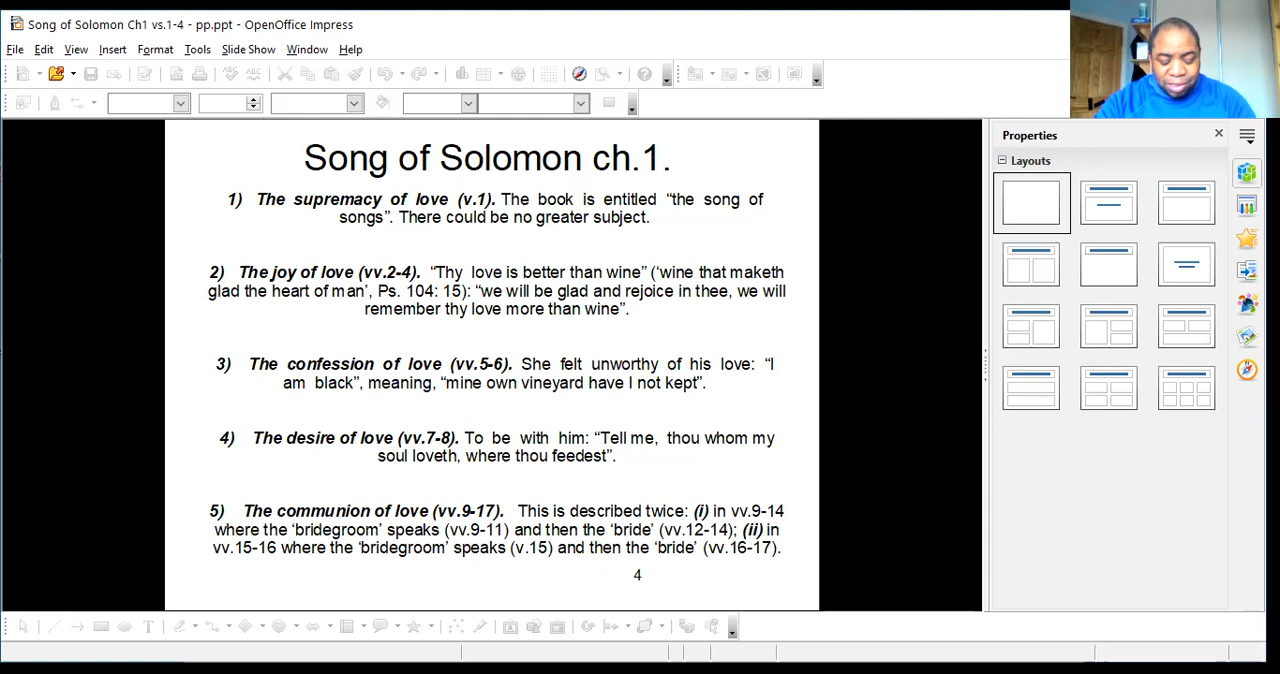 Song of Solomon Ch1 vs.1-4 - pp.ppt - OpenOffice Impress
File Edit View Insert Format Tools Slide Show Window Help
Properties
Layouts
Song of Solomon ch.1.
1) The supremacy of love (v.1). The book is entitled “the song of
songs”. There could be no greater subject.
2) The joy of love (vv.2-4). “Thy love is better than wine” (‘wine that maketh
glad the heart of man’, Ps. 104: 15): “we will be glad and rejoice in thee, we will
remember thy love more than wine”.
3) The confession of love (vv.5-6). She felt unworthy of his love: “I
am black”, meaning, “mine own vineyard have I not kept”.
4) The desire of love (vv.7-8). To be with him: “Tell me, thou whom my
soul loveth, where thou feedest”.
5) The communion of love (vv.9-17). This is described twice: (i) in vv.9-14
where the ‘bridegroom’ speaks (vv.9-11) and then the ‘bride’ (vv.12-14); (ii) in
vv.15-16 where the ‘bridegroom’ speaks (v.15) and then the ‘bride’ (vv.16-17).
4